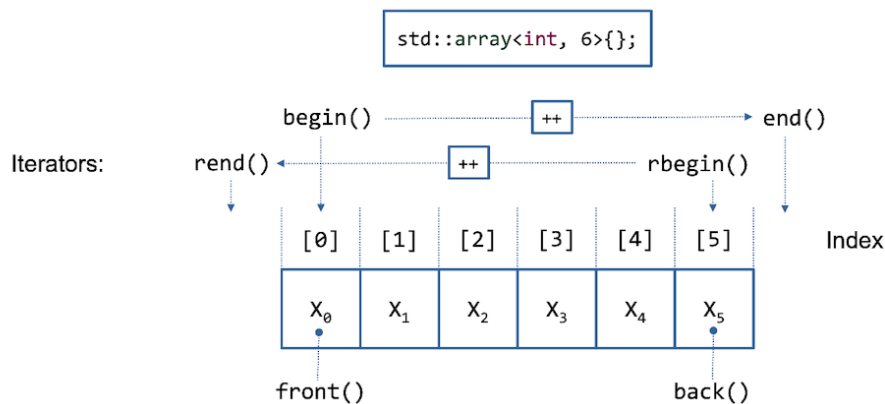 std::array<int, 6>{};
begin() ++ end()
Iterators: rend() ++ rbegin()
[0] [1] [2] [3] [4] [5] Index
X₀ X₁ X₂ X₃ X₄ X₅
front() back()